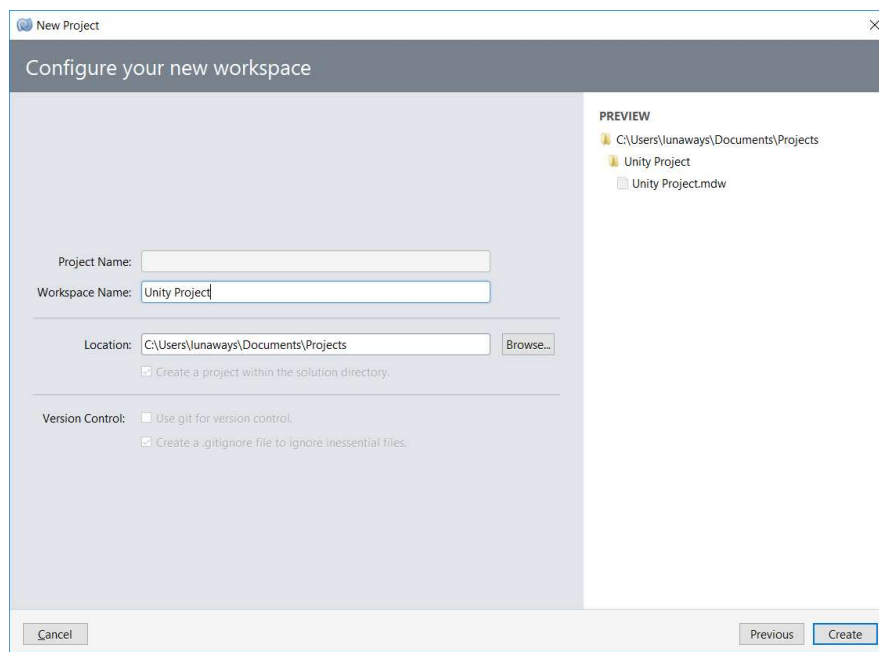 New Project
Configure your new workspace
PREVIEW
C:\Users\lunaways\Documents\Projects
Unity Project
Unity Project.mdw
Project Name:
Workspace Name: Unity Project
Location: C:\Users\lunaways\Documents\Projects Browse...
Create a project within the solution directory.
Version Control: Use git for version control.
Create a .gitignore file to ignore inessential files.
Cancel Previous Create